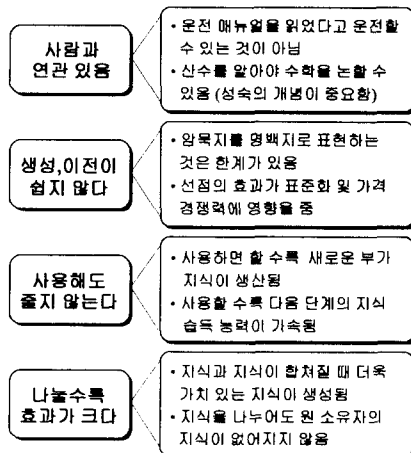 사람과
연관 있음
• 운전 매뉴얼을 읽었다고 운전할
수 있는 것이 아님
• 산수를 알아야 수학을 논할 수
있음 (성숙의 개념이 중요함)
생성,이전이
쉽지 않다
• 암묵지를 명백지로 표현하는
것은 한계가 있음
• 선점의 효과가 표준화 및 가격
경쟁력에 영향을 줌
사용해도
줄지 않는다
• 사용하면 할 수록 새로운 부가
지식이 생산됨
• 사용할 수록 다음 단계의 지식
습득 능력이 가속됨
나눌수록
효과가 크다
• 지식과 지식이 합쳐질 때 더욱
가치 있는 지식이 생성됨
• 지식을 나누어도 원 소유자의
지식이 없어지지 않음